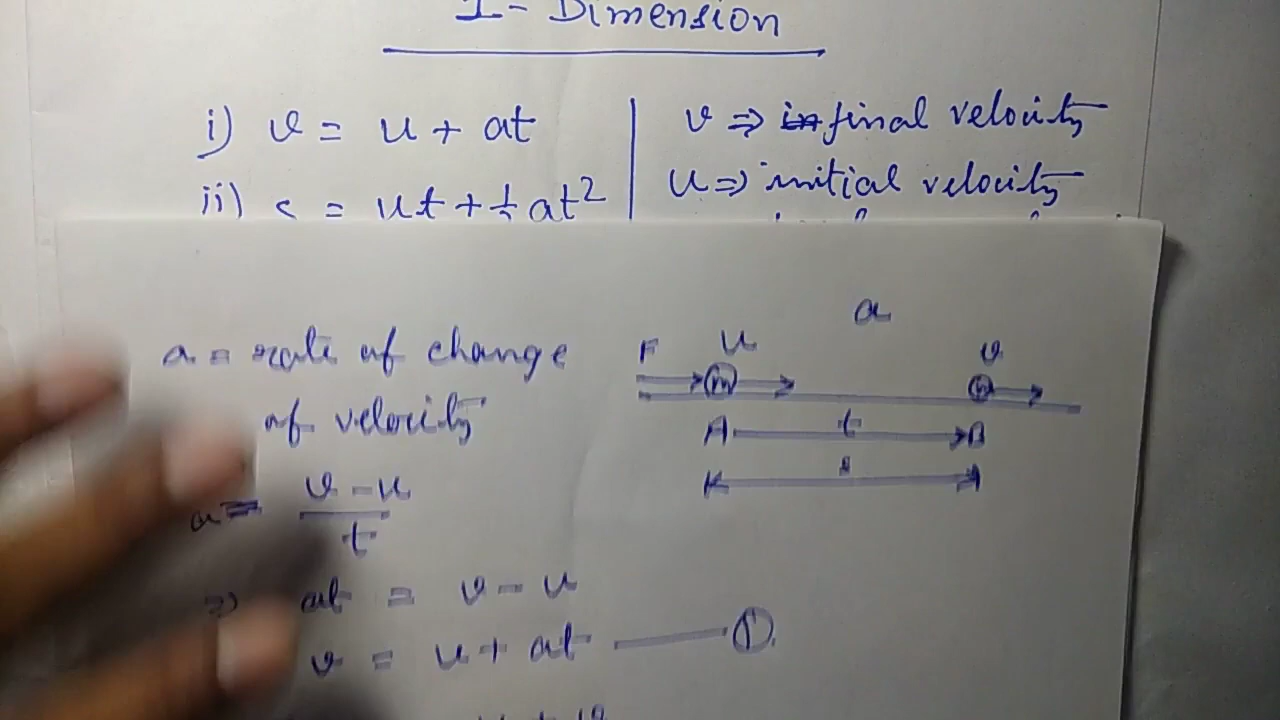 1 - Dimension
i) v = u + at
v ⇒ in final velocity
ii) s = ut + ½ at²
u ⇒ initial velocity
a = rate of change
of velocity
a = (v - u)/t
⇒ at = v - u
v = u + at —— ①
a
F u v
m m
A t B
s